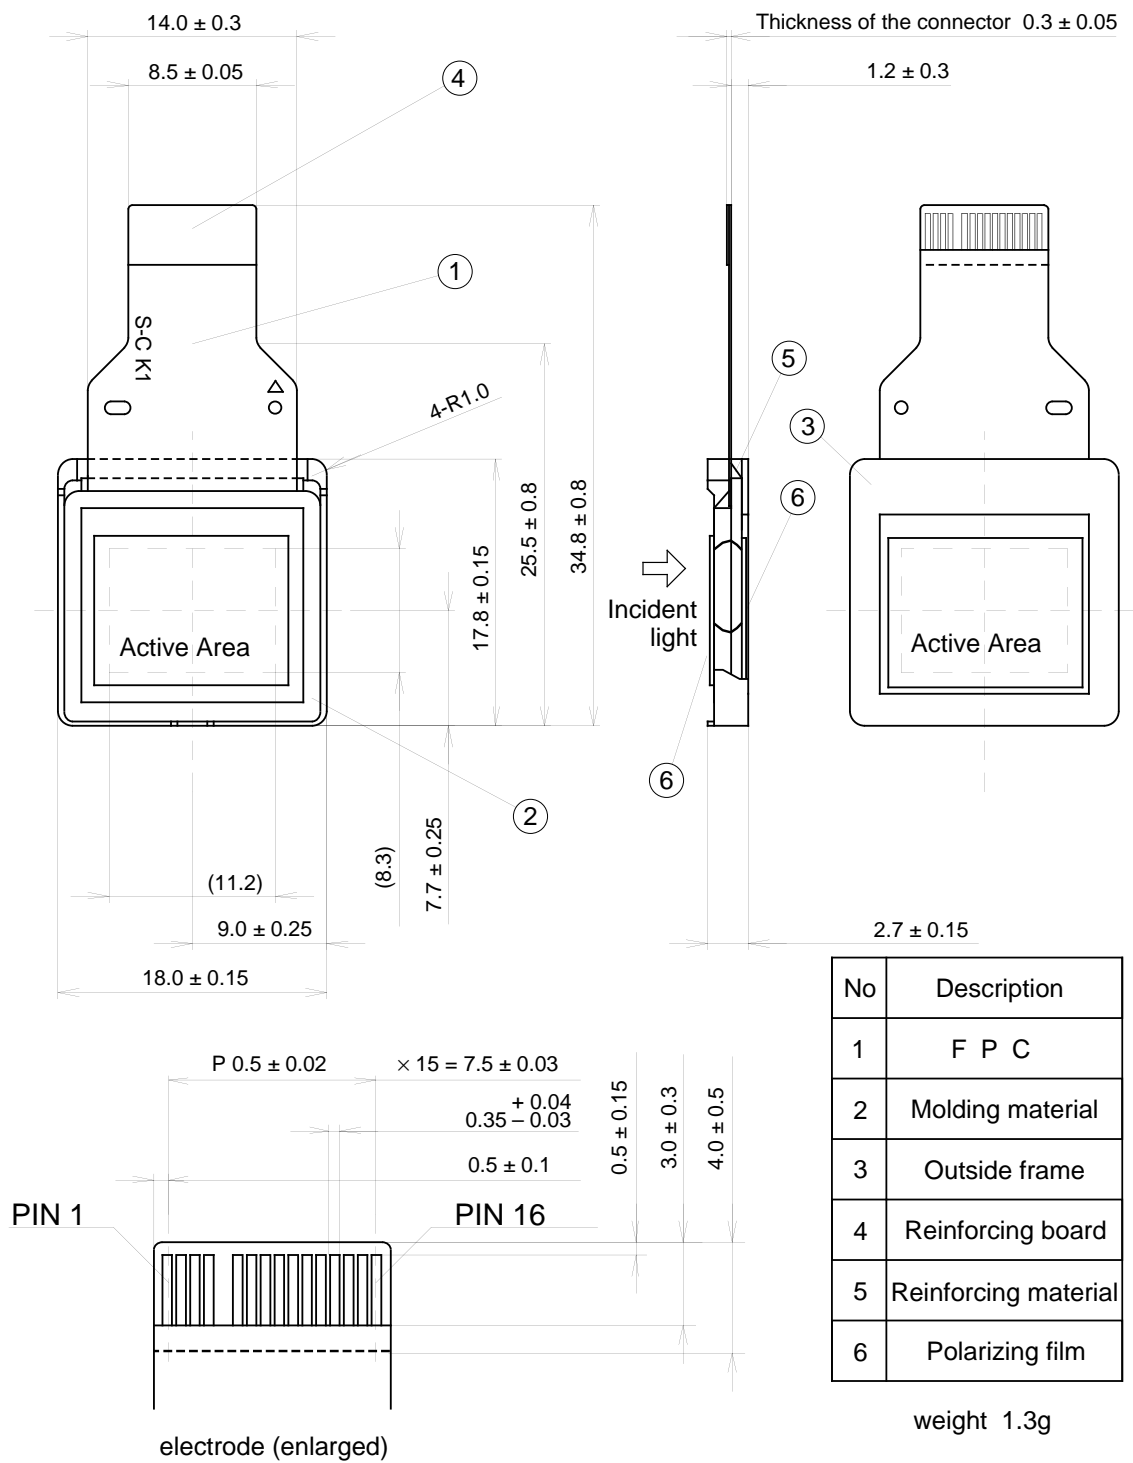 14.0 ± 0.3
Thickness of the connector 0.3 ± 0.05
8.5 ± 0.05
1.2 ± 0.3
4
1
S-C K1
5
4-R1.0
3
6
17.8 ± 0.15
25.5 ± 0.8
34.8 ± 0.8
Incident
light
Active Area
Active Area
6
2
(8.3)
7.7 ± 0.25
(11.2)
9.0 ± 0.25
2.7 ± 0.15
18.0 ± 0.15
No Description
1 F P C
2 Molding material
3 Outside frame
4 Reinforcing board
5 Reinforcing material
6 Polarizing film
weight 1.3g
P 0.5 ± 0.02 × 15 = 7.5 ± 0.03
+ 0.04
0.35 – 0.03
0.5 ± 0.1
0.5 ± 0.15
3.0 ± 0.3
4.0 ± 0.5
PIN 1
PIN 16
electrode (enlarged)